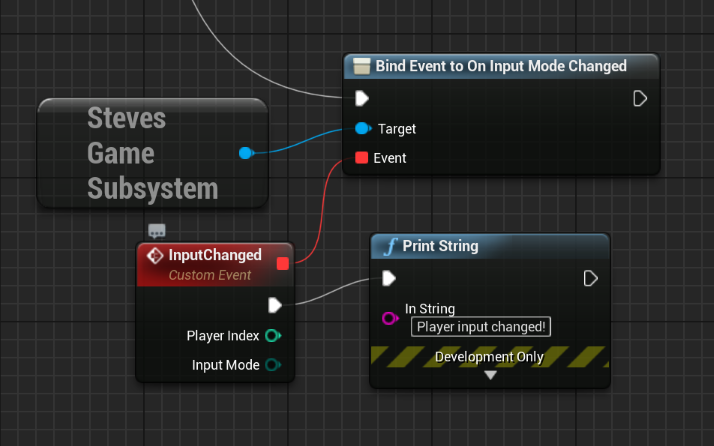 Bind Event to On Input Mode Changed
Target
Event
Steves
Game
Subsystem
InputChanged
Custom Event
Player Index
Input Mode
f Print String
In String
Player input changed!
Development Only